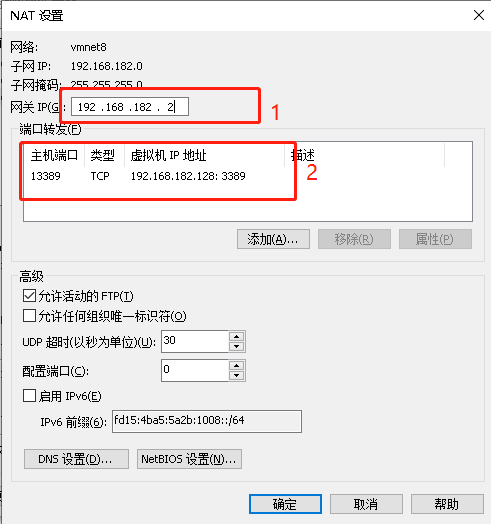 NAT 设置
网络: vmnet8
子网 IP: 192.168.182.0
子网掩码: 255.255.255.0
网关 IP(G): 192 .168 .182 . 2
1
端口转发(F)
主机端口 类型 虚拟机 IP 地址 描述
13389 TCP 192.168.182.128: 3389
2
添加(A)... 移除(R) 属性(P)
高级
允许活动的 FTP(T)
允许任何组织唯一标识符(O)
UDP 超时(以秒为单位)(U): 30
配置端口(C): 0
启用 IPv6(E)
IPv6 前缀(6): fd15:4ba5:5a2b:1008::/64
DNS 设置(D)... NetBIOS 设置(N)...
确定 取消 帮助